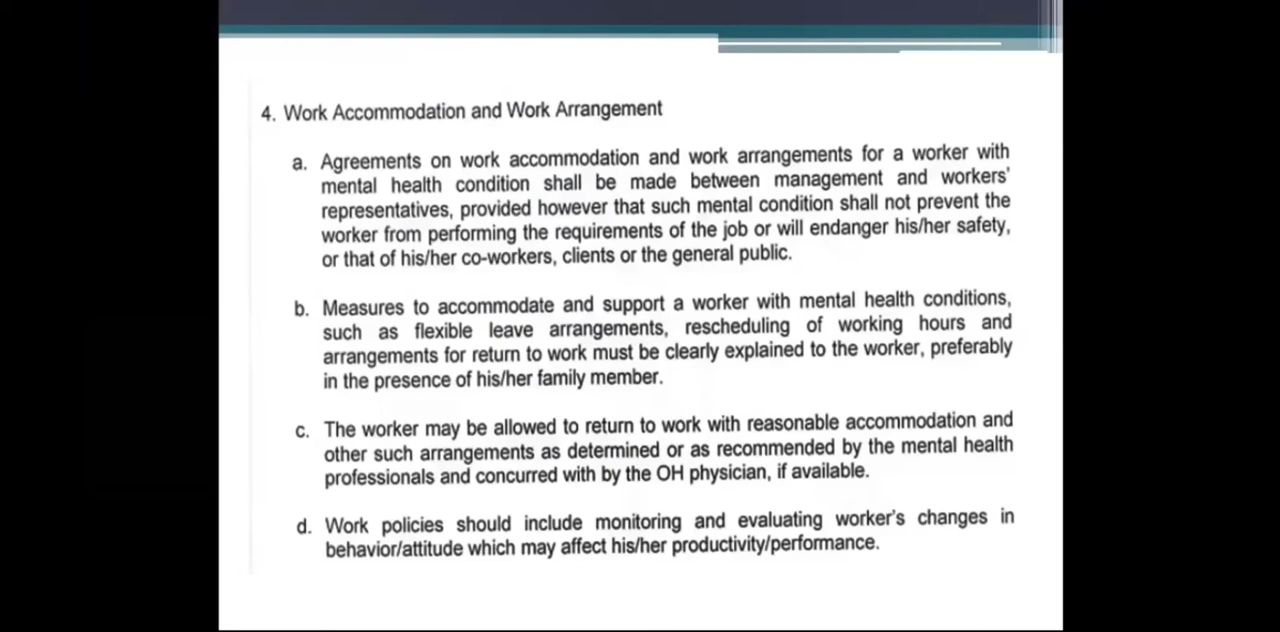 4. Work Accommodation and Work Arrangement
a. Agreements on work accommodation and work arrangements for a worker with
mental health condition shall be made between management and workers'
representatives, provided however that such mental condition shall not prevent the
worker from performing the requirements of the job or will endanger his/her safety,
or that of his/her co-workers, clients or the general public.
b. Measures to accommodate and support a worker with mental health conditions,
such as flexible leave arrangements, rescheduling of working hours and
arrangements for return to work must be clearly explained to the worker, preferably
in the presence of his/her family member.
c. The worker may be allowed to return to work with reasonable accommodation and
other such arrangements as determined or as recommended by the mental health
professionals and concurred with by the OH physician, if available.
d. Work policies should include monitoring and evaluating worker's changes in
behavior/attitude which may affect his/her productivity/performance.